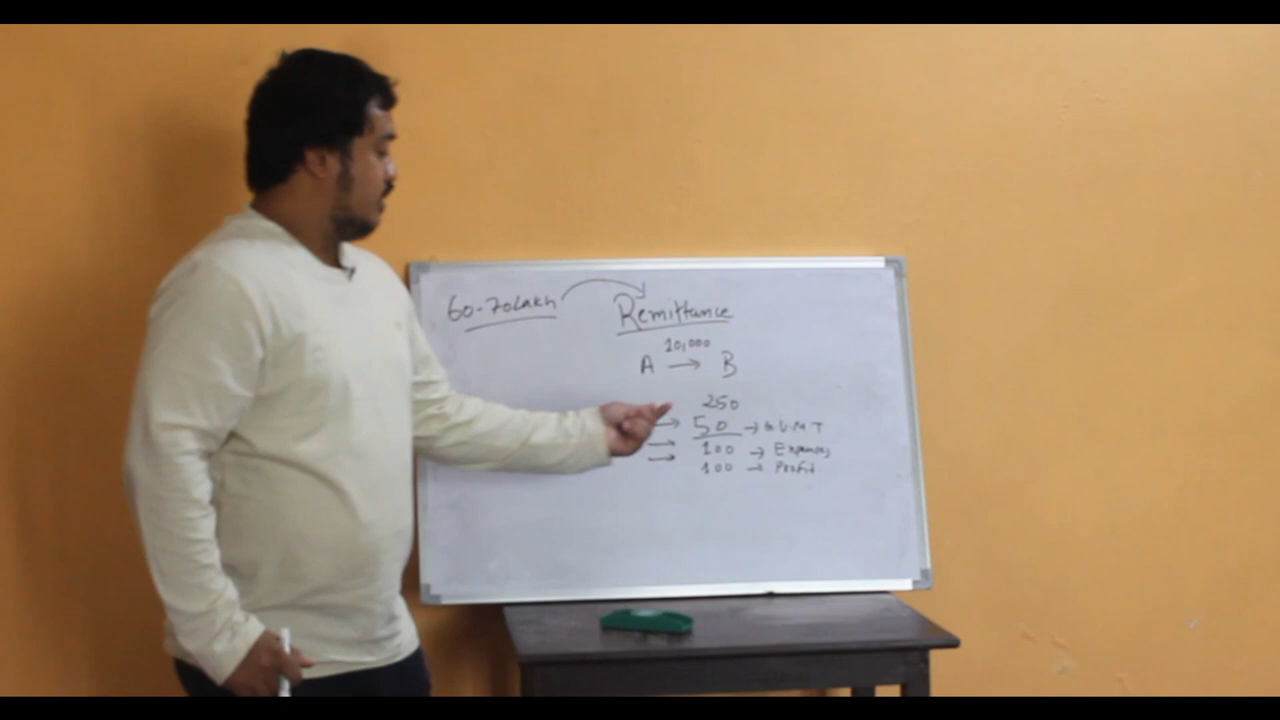 60-70Lakh → Remittance
10,000
A → B
250
→ 50 → GVMT
→ 100 → Expenses
→ 100 → Profit